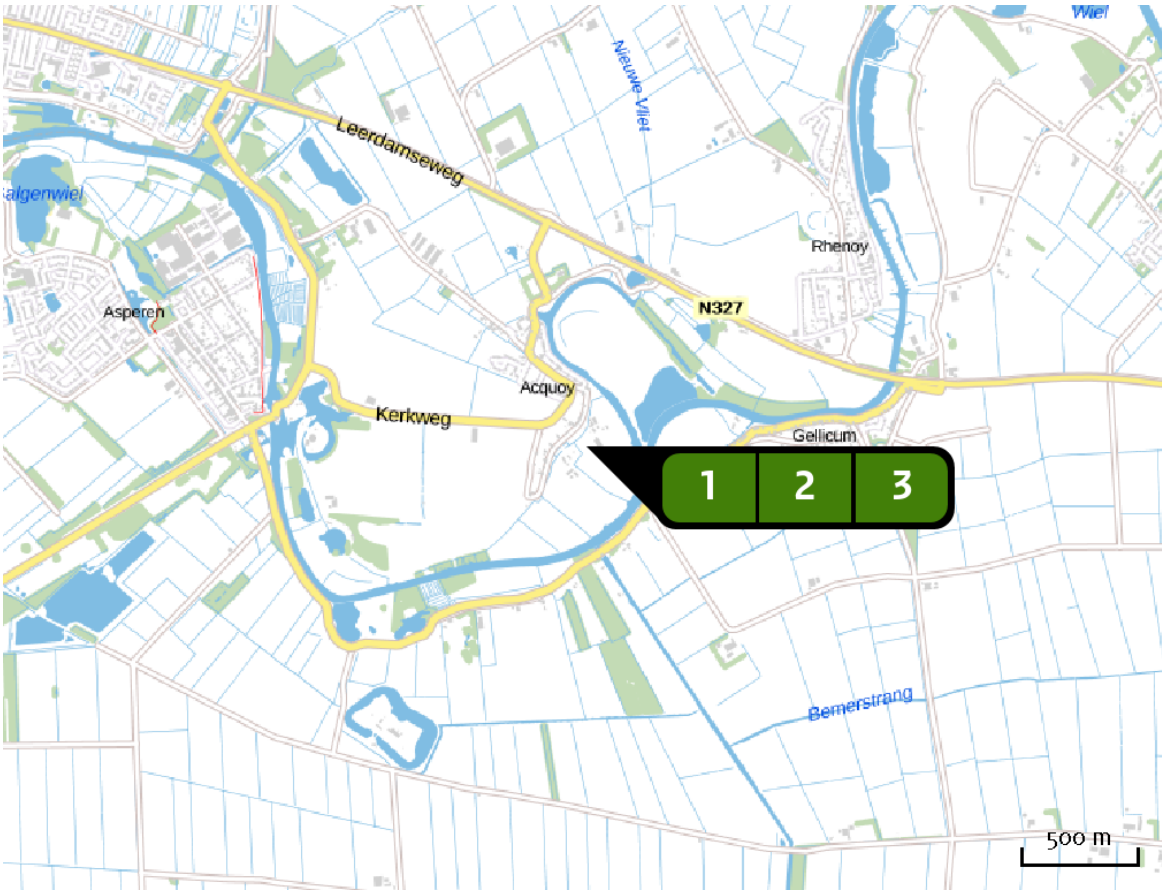 Wiel
Nieuwe Vliet
Leerdamseweg
algenwiel
Rhenoy
Asperen
N327
Acquoy
Kerkweg
Gellicum
1 2 3
Bemerstrang
500 m